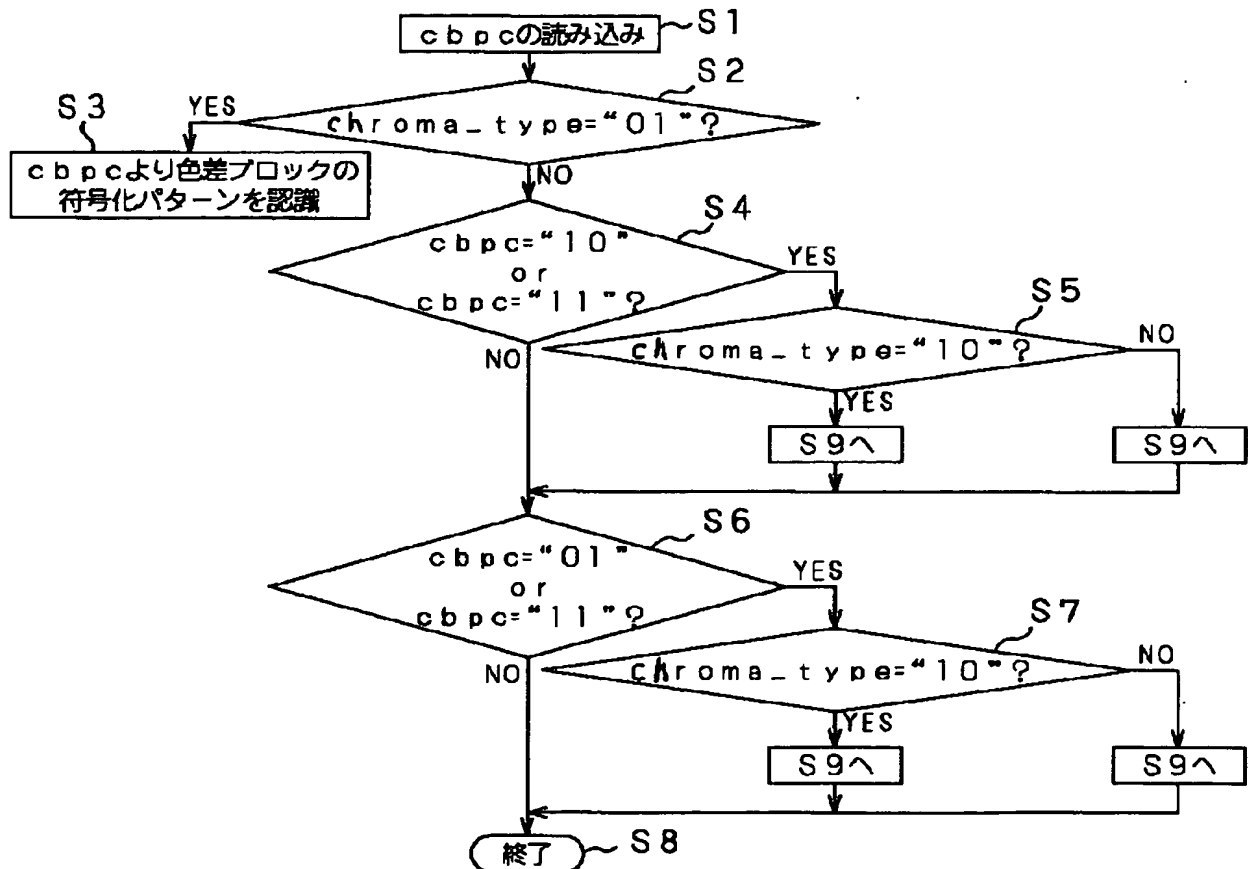 cbpcの読み込み
S1
S2
chroma_type="01"?
S3
YES
cbpcより色差ブロックの
符号化パターンを認識
NO
S4
cbpc="10"
or
cbpc="11"?
YES
NO
S5
chroma_type="10"?
NO
YES
S9へ
S9へ
S6
cbpc="01"
or
cbpc="11"?
YES
NO
S7
chroma_type="10"?
NO
YES
S9へ
S9へ
終了
S8